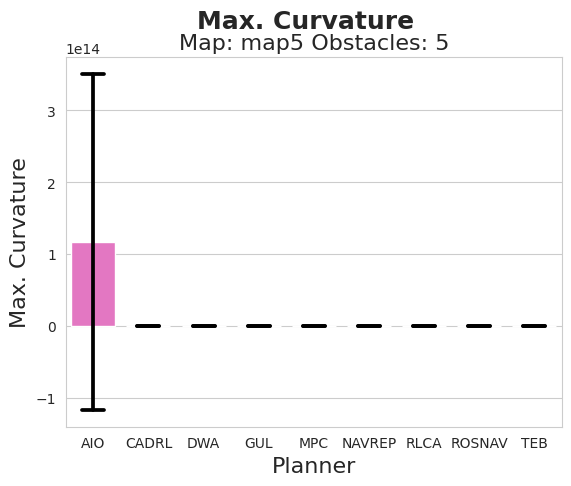 Max. Curvature
Map: map5 Obstacles: 5
1e14
3
2
1
0
−1
Max. Curvature
AIO CADRL DWA GUL MPC NAVREP RLCA ROSNAV TEB
Planner